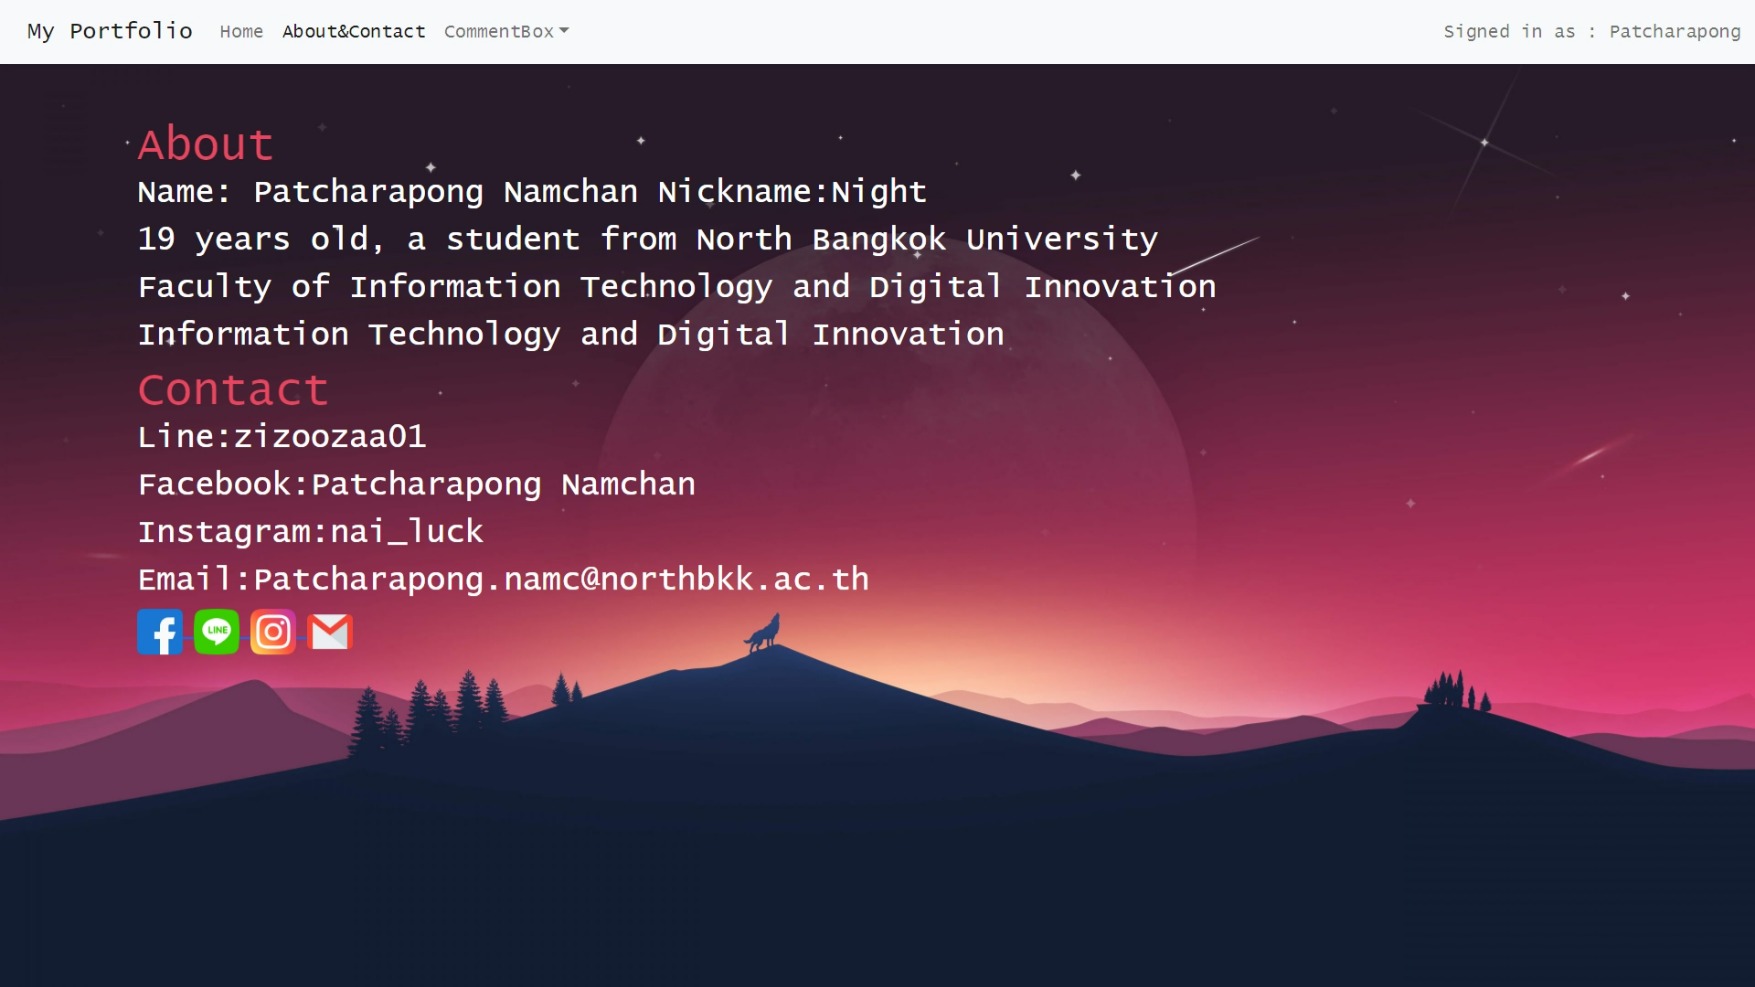 My Portfolio Home About&Contact CommentBox Signed in as : Patcharapong
About
Name: Patcharapong Namchan Nickname:Night
19 years old, a student from North Bangkok University
Faculty of Information Technology and Digital Innovation
Information Technology and Digital Innovation
Contact
Line:zizoozaa01
Facebook:Patcharapong Namchan
Instagram:nai_luck
Email:Patcharapong.namc@northbkk.ac.th
LINE